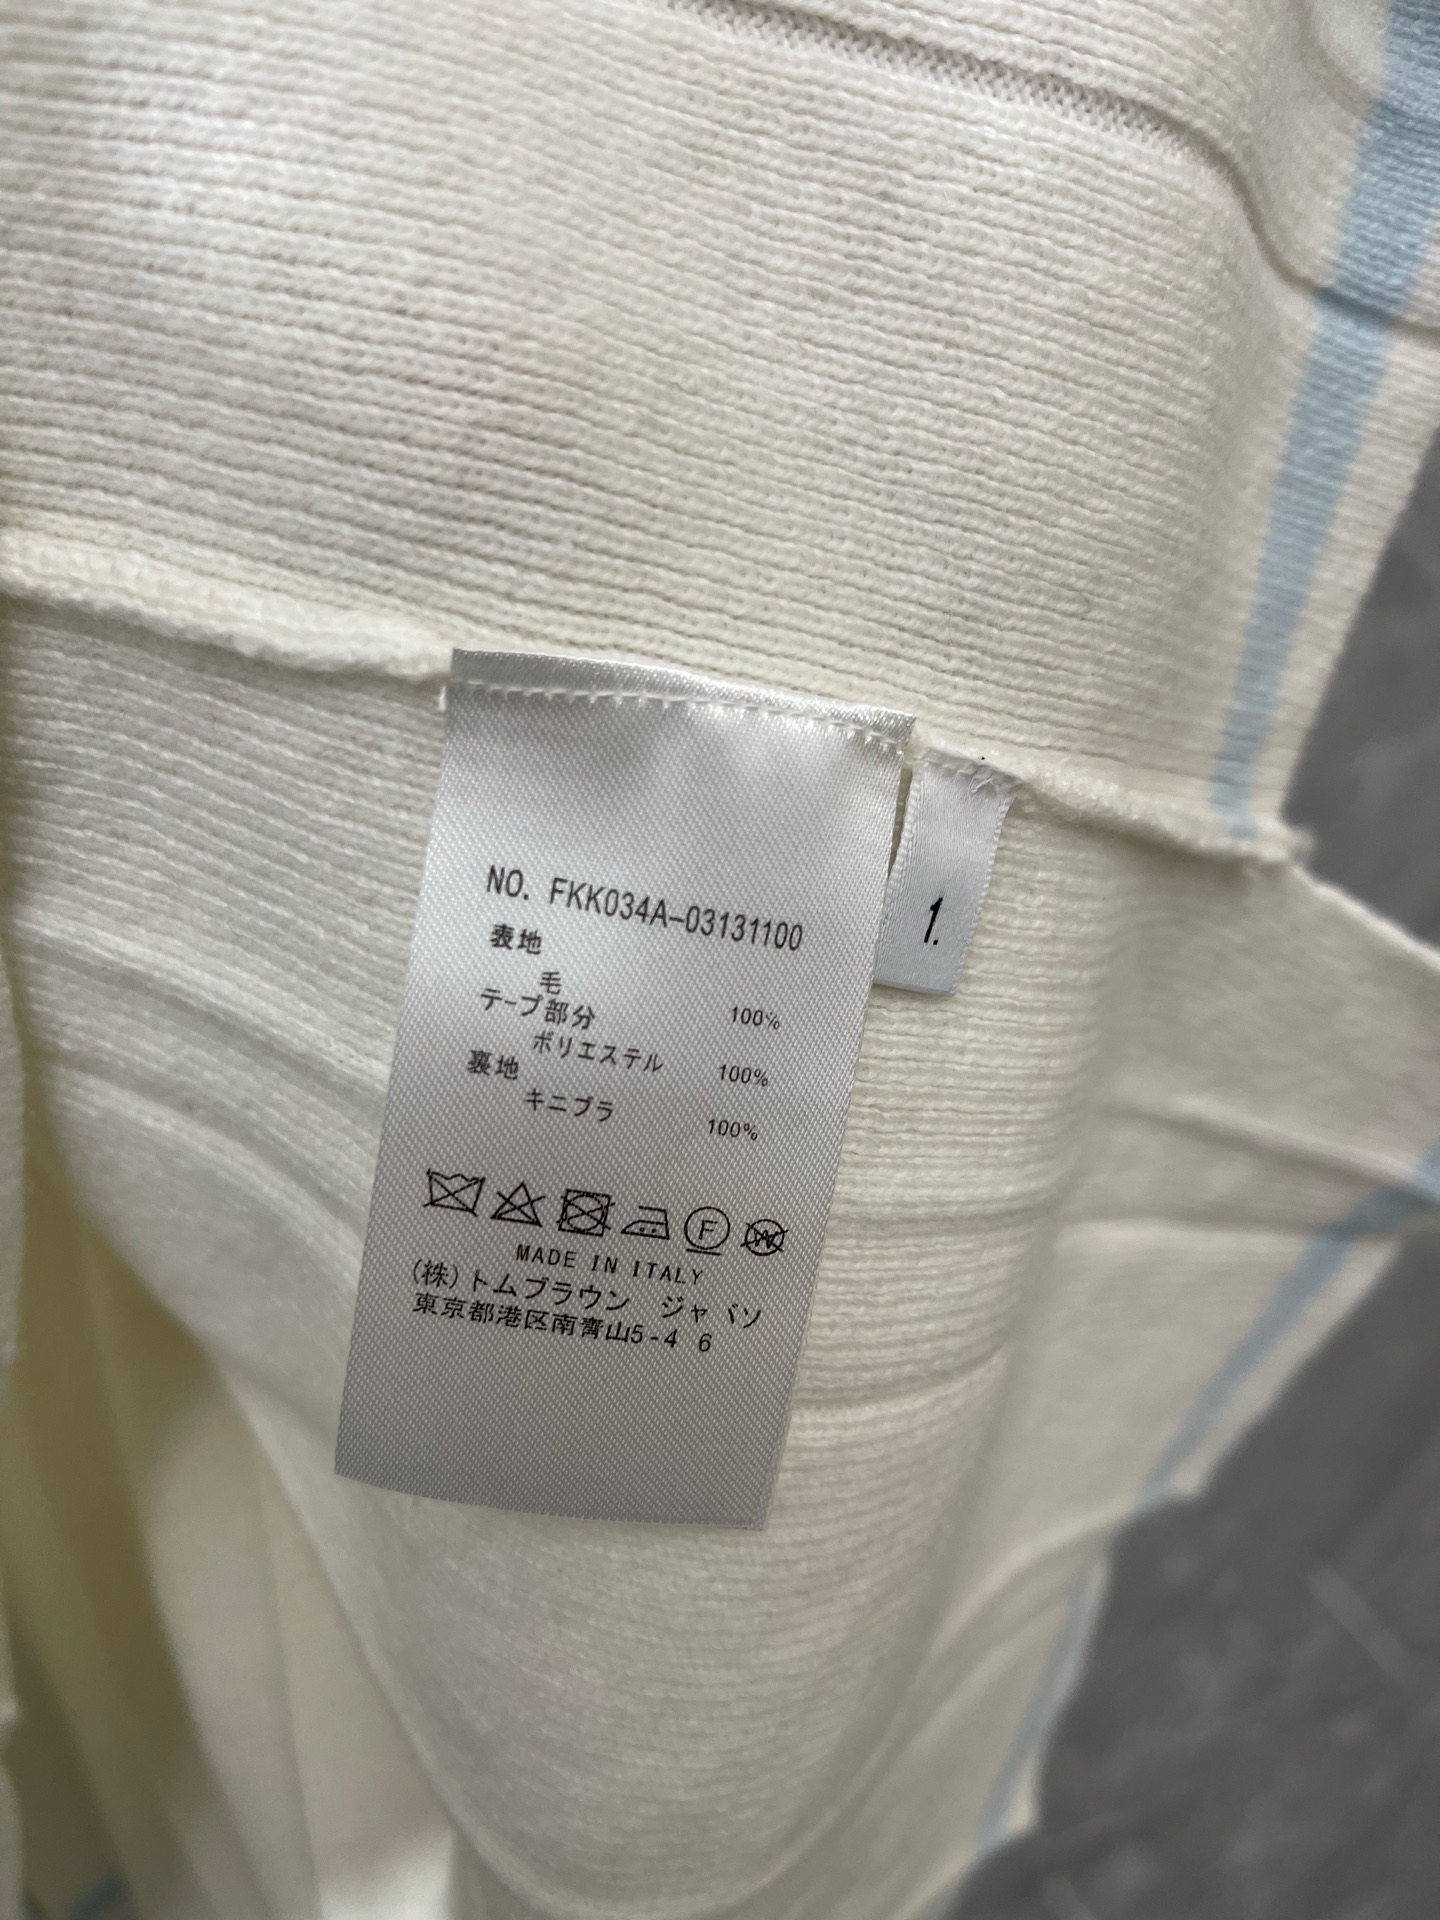 NO. FKK034A-03131100
表地
毛 100%
テープ部分
ポリエステル 100%
裏地
キニブラ 100%
F
W
MADE IN ITALY
(株)トムブラウン ジャパソ
東京都港区南青山5-4 6
1.